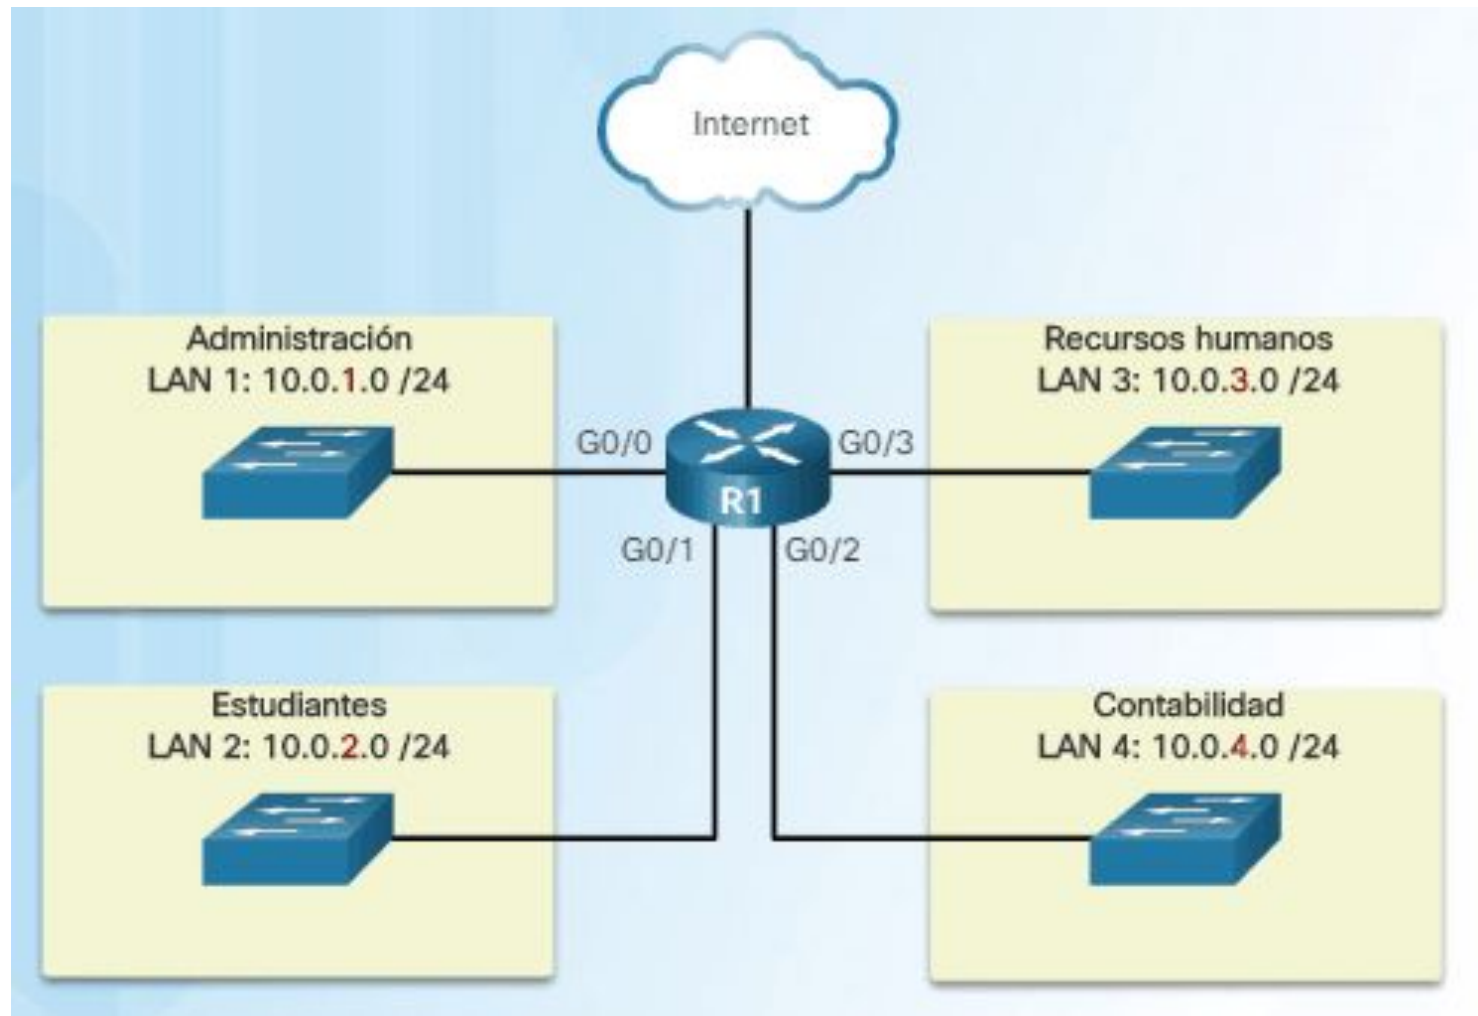 Internet
Administración
LAN 1: 10.0.1.0 /24
Recursos humanos
LAN 3: 10.0.3.0 /24
G0/0
G0/3
R1
G0/1
G0/2
Estudiantes
LAN 2: 10.0.2.0 /24
Contabilidad
LAN 4: 10.0.4.0 /24